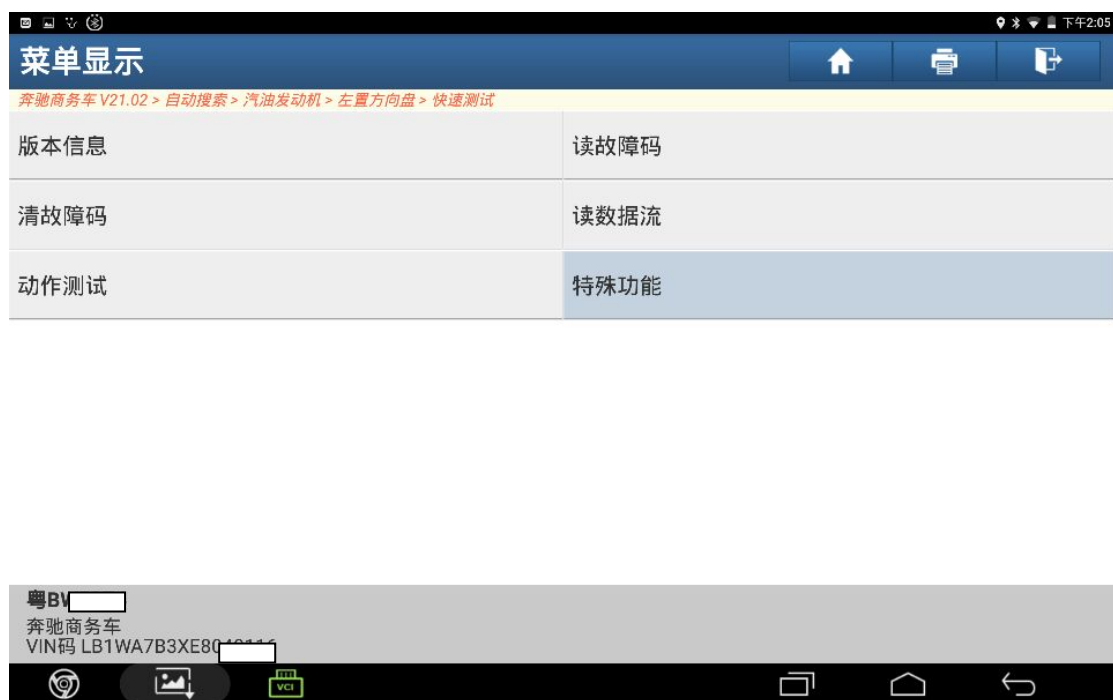 下午2:05
菜单显示
奔驰商务车 V21.02 > 自动搜索 > 汽油发动机 > 左置方向盘 > 快速测试
版本信息
读故障码
清故障码
读数据流
动作测试
特殊功能
粤BW
奔驰商务车
VIN码 LB1WA7B3XE80
VCI